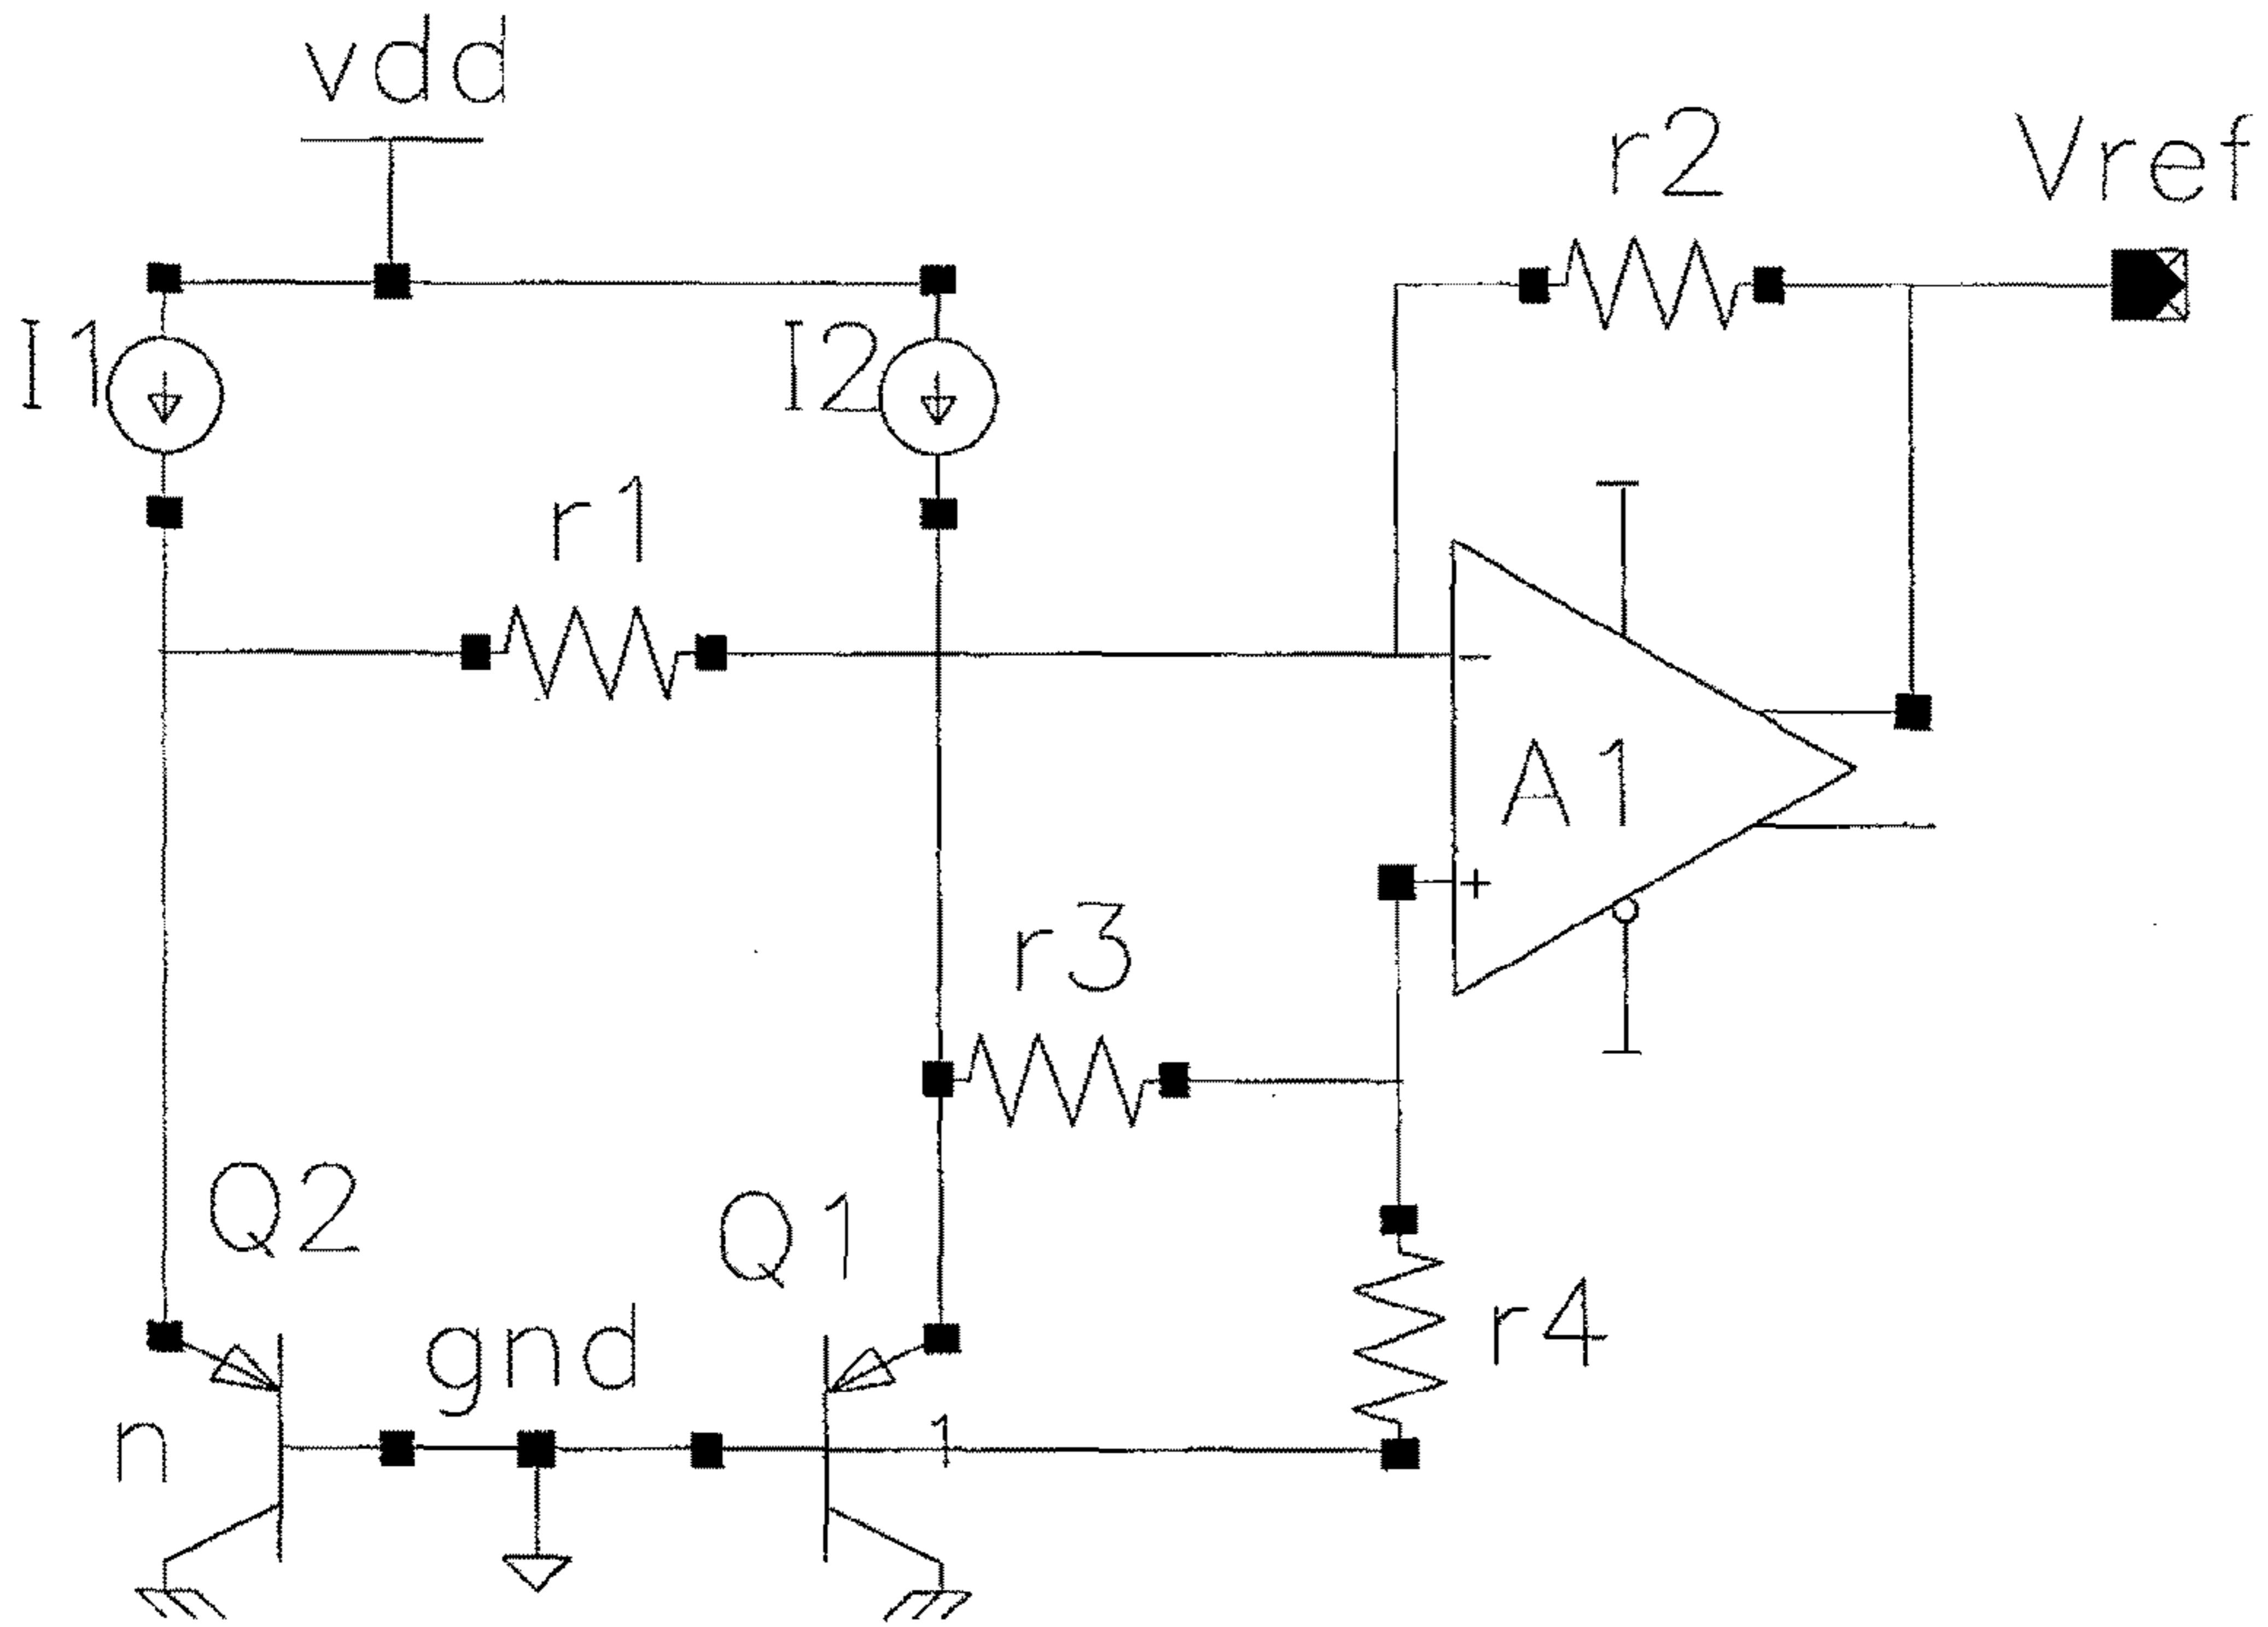 vdd
r2
Vref
I1
I2
r1
-
A1
+
r3
Q2
Q1
r4
gnd
n
1